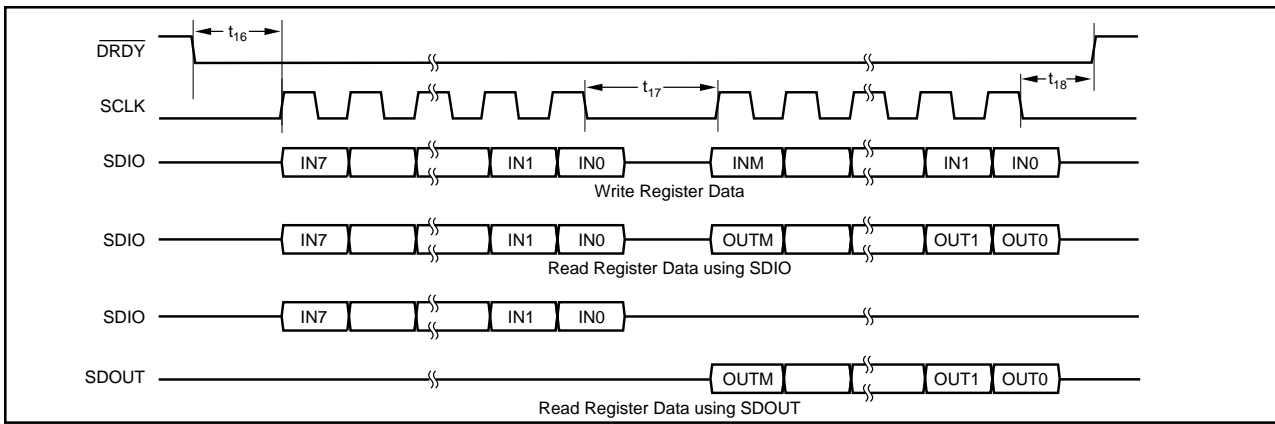 DRDY t16
SCLK t17 t18
SDIO IN7 IN1 IN0 INM IN1 IN0
Write Register Data
SDIO IN7 IN1 IN0 OUTM OUT1 OUT0
Read Register Data using SDIO
SDIO IN7 IN1 IN0
SDOUT OUTM OUT1 OUT0
Read Register Data using SDOUT